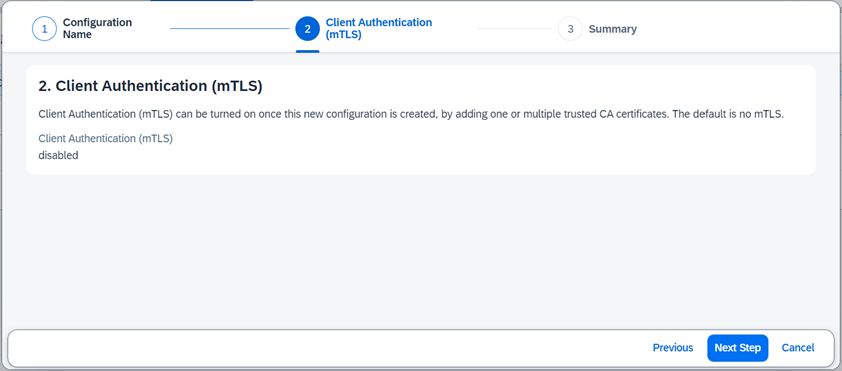 1
Configuration
Name
2
Client Authentication
(mTLS)
3
Summary
2. Client Authentication (mTLS)
Client Authentication (mTLS) can be turned on once this new configuration is created, by adding one or multiple trusted CA certificates. The default is no mTLS.
Client Authentication (mTLS)
disabled
Previous
Next Step
Cancel